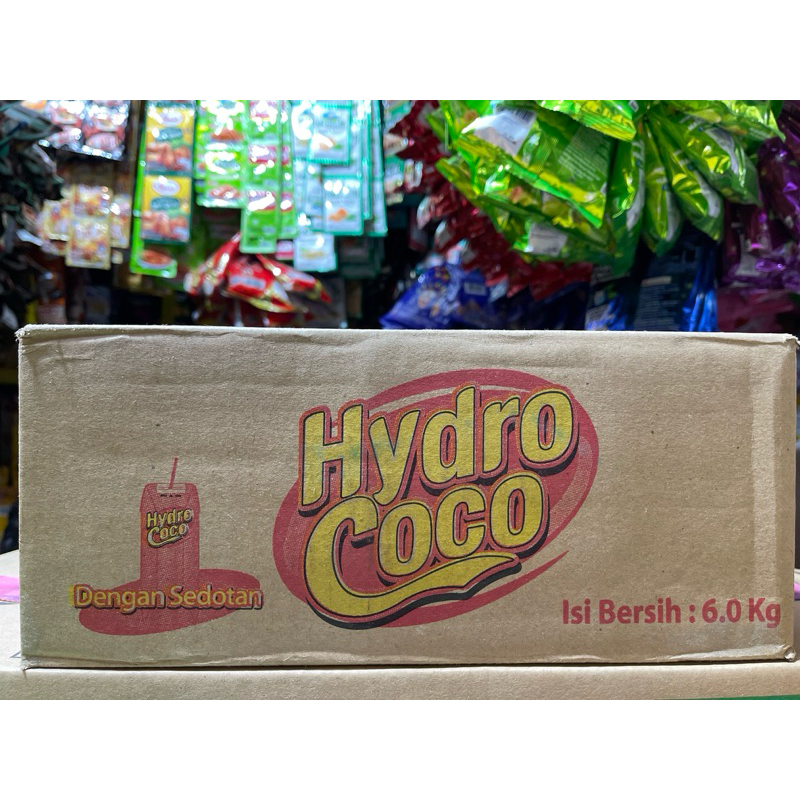 Hydro
Coco
Hydro
Coco
Dengan Sedotan
Isi Bersih : 6.0 Kg